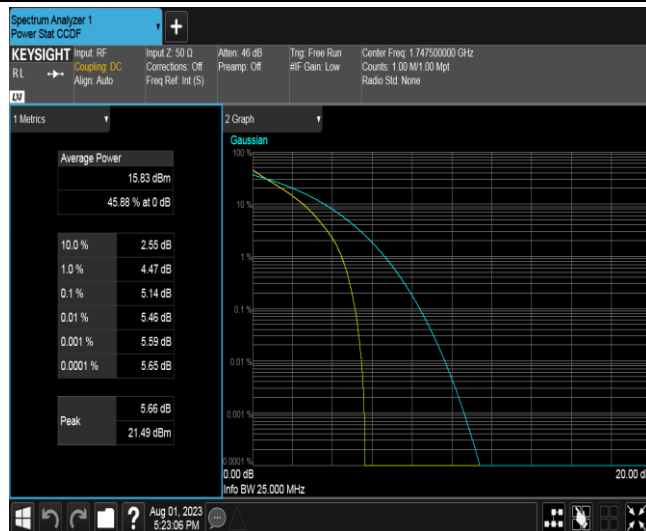 Spectrum Analyzer 1
Power Stat CCDF
+
KEYSIGHT
RL
LXI
Input: RF
Coupling: DC
Align: Auto
Input Z: 50 Ω
Corrections: Off
Freq Ref: Int (S)
Atten: 46 dB
Preamp: Off
Trig: Free Run
#IF Gain: Low
Center Freq: 1.747500000 GHz
Counts: 1.00 M/1.00 Mpt
Radio Std: None
1 Metrics
Average Power
15.83 dBm
45.88 % at 0 dB
10.0 % 2.55 dB
1.0 % 4.47 dB
0.1 % 5.14 dB
0.01 % 5.46 dB
0.001 % 5.59 dB
0.0001 % 5.65 dB
Peak
5.66 dB
21.49 dBm
2 Graph
Gaussian
100 %
10 %
1 %
0.1 %
0.01 %
0.001 %
0.0001 %
0.00 dB
20.00 d
Info BW 25.000 MHz
?
Aug 01, 2023
5:23:06 PM